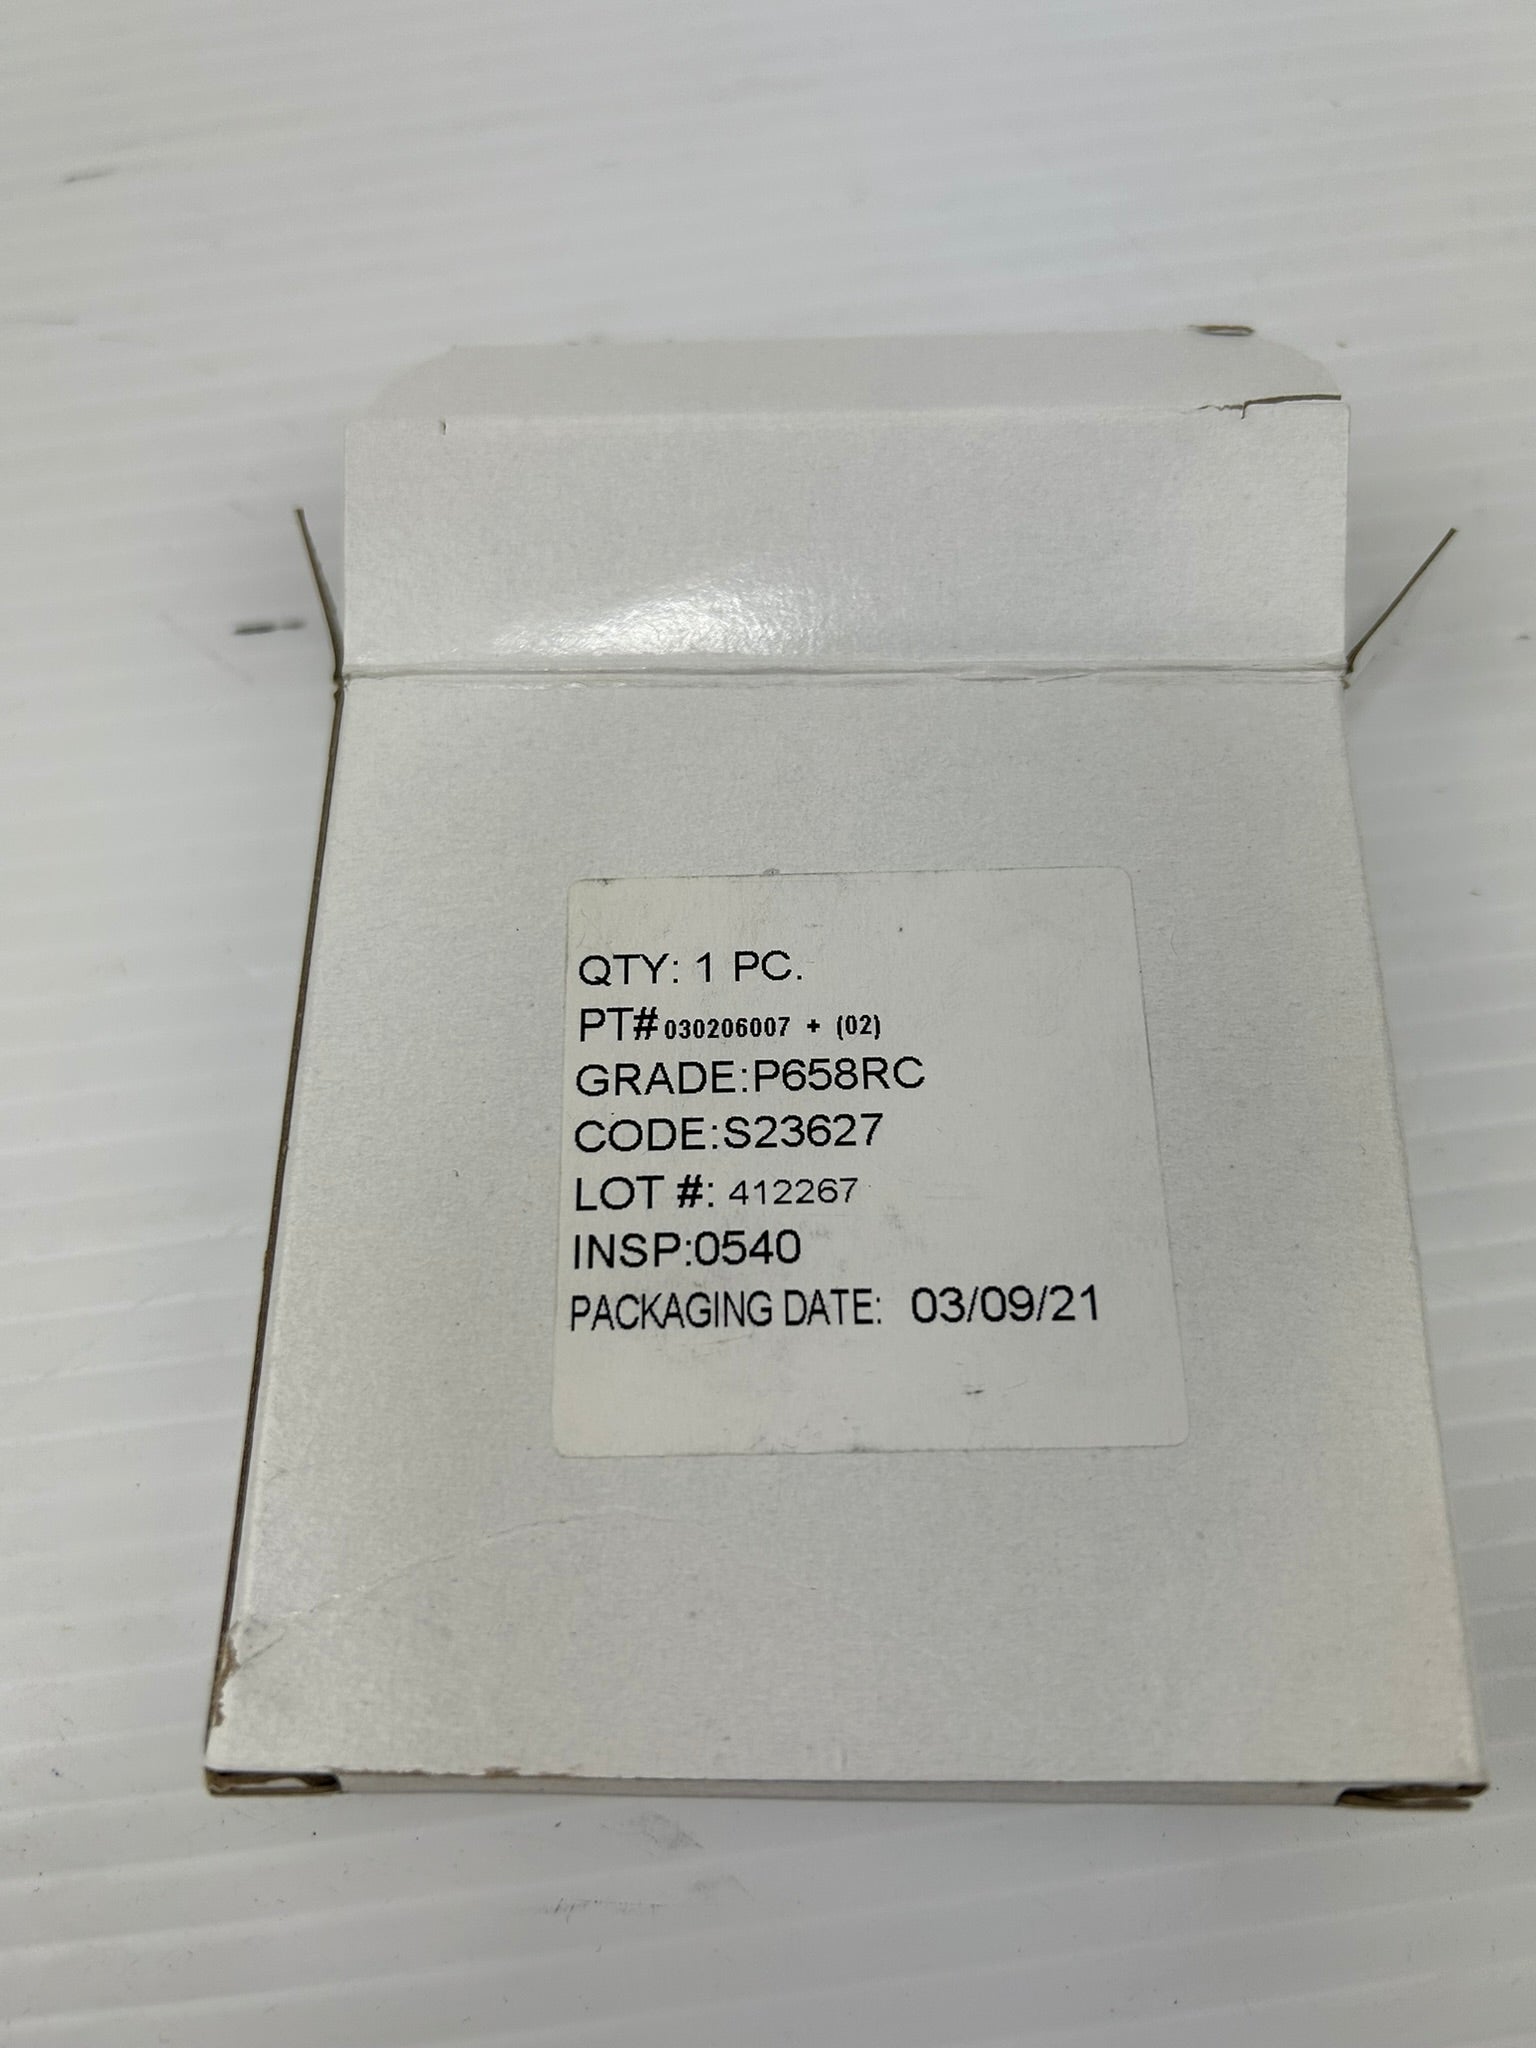 QTY: 1 PC.
PT#030206007 + (02)
GRADE:P658RC
CODE:S23627
LOT #: 412267
INSP:0540
PACKAGING DATE: 03/09/21